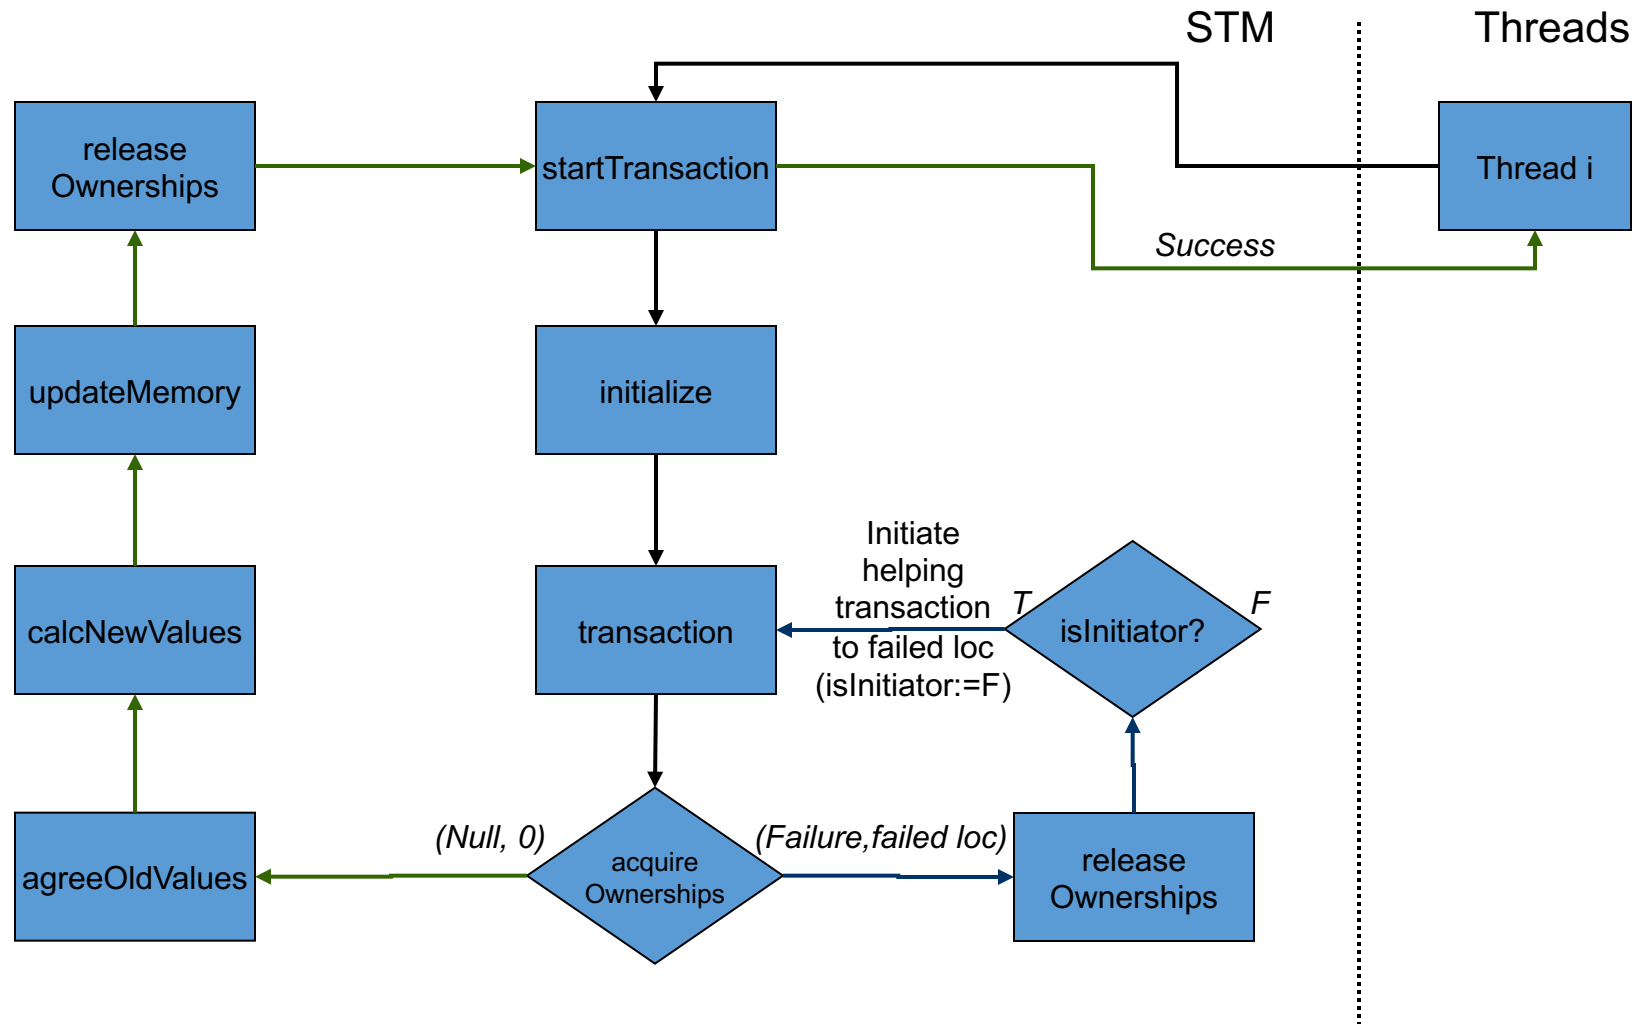 STM
Threads
release
Ownerships
startTransaction
Thread i
Success
updateMemory
initialize
Initiate
helping
transaction
to failed loc
(isInitiator:=F)
T
F
isInitiator?
calcNewValues
transaction
(Null, 0)
(Failure,failed loc)
agreeOldValues
acquire
Ownerships
release
Ownerships